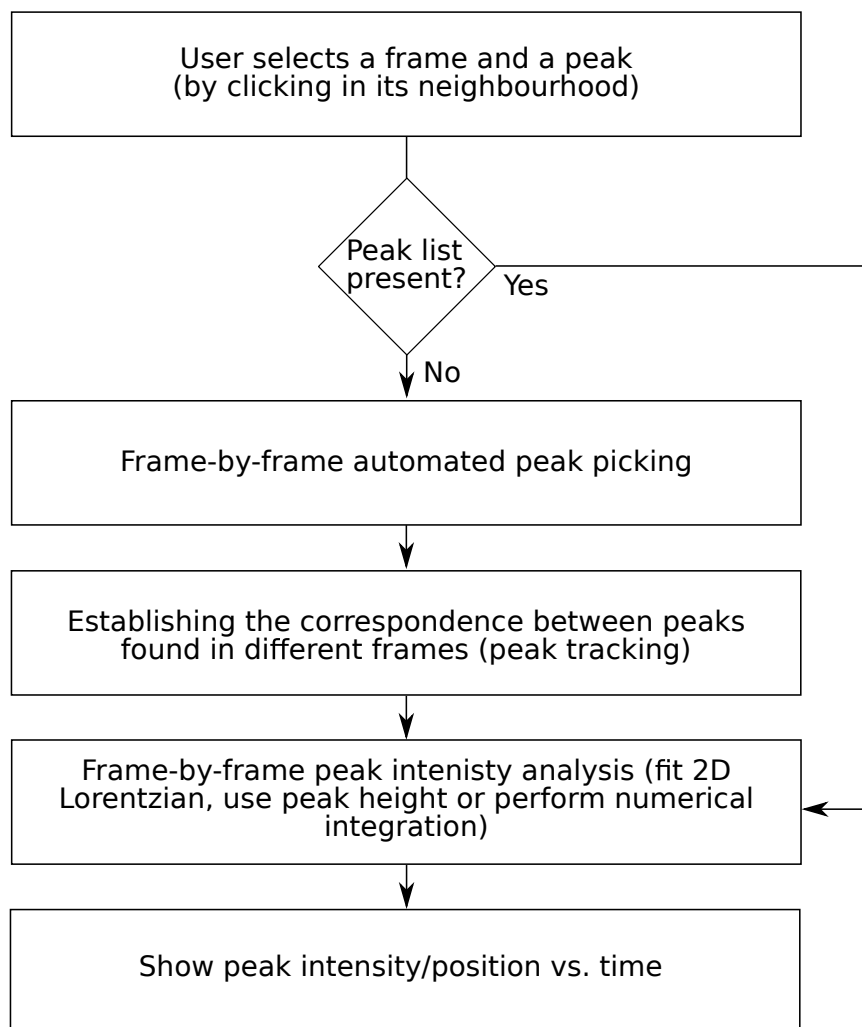 User selects a frame and a peak
(by clicking in its neighbourhood)
Peak list
present?
Yes
No
Frame-by-frame automated peak picking
Establishing the correspondence between peaks
found in different frames (peak tracking)
Frame-by-frame peak intenisty analysis (fit 2D
Lorentzian, use peak height or perform numerical
integration)
Show peak intensity/position vs. time